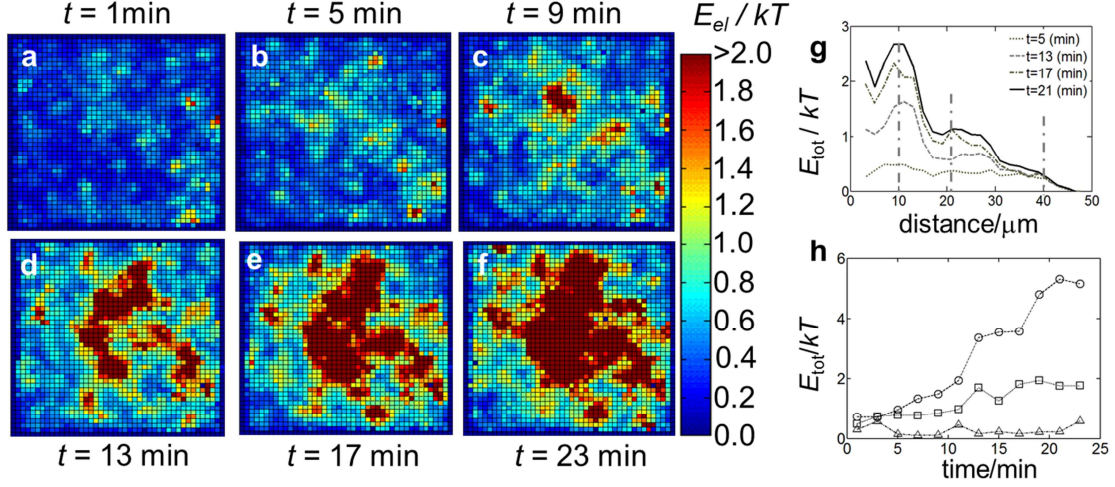 t = 1min
t = 5 min
t = 9 min
E_el / kT
a
b
c
>2.0
1.8
1.6
1.4
1.2
1.0
0.8
0.6
0.4
0.2
0.0
d
e
f
t = 13 min
t = 17 min
t = 23 min
g
3
2
1
0
E_tot / kT
t=5 (min)
t=13 (min)
t=17 (min)
t=21 (min)
0 10 20 30 40 50
distance/μm
h
6
4
2
0
E_tot/kT
0 5 10 15 20 25
time/min